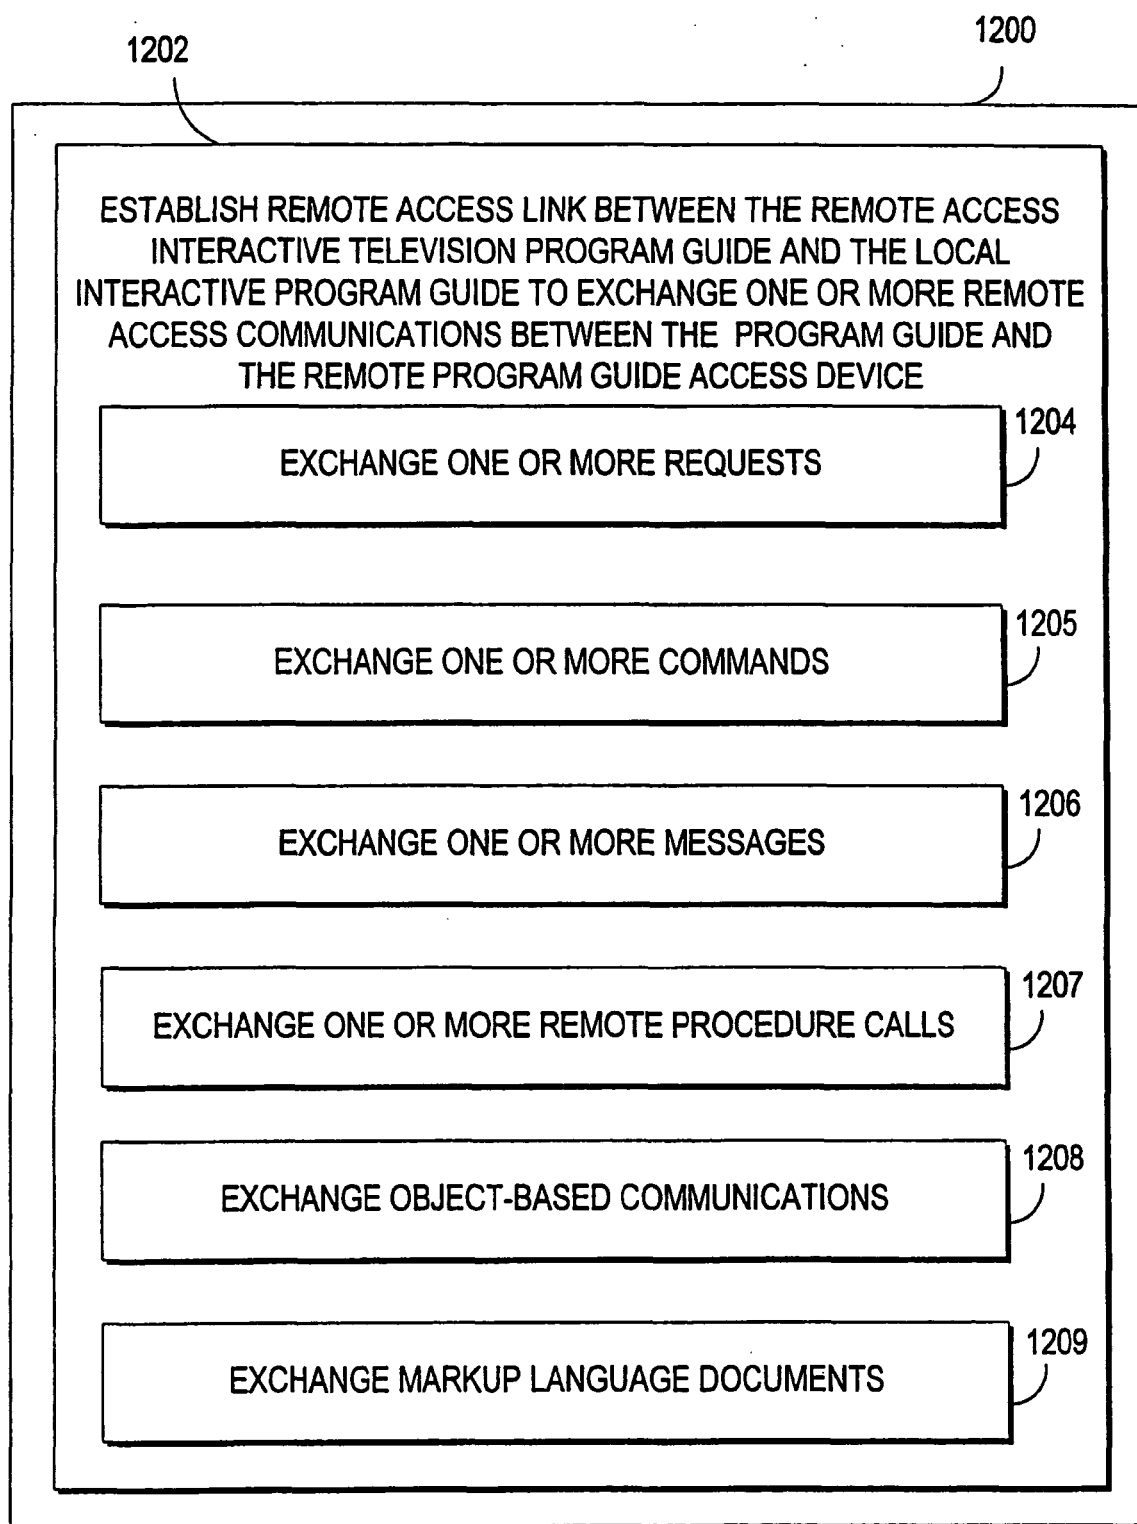 1200
1202
ESTABLISH REMOTE ACCESS LINK BETWEEN THE REMOTE ACCESS
INTERACTIVE TELEVISION PROGRAM GUIDE AND THE LOCAL
INTERACTIVE PROGRAM GUIDE TO EXCHANGE ONE OR MORE REMOTE
ACCESS COMMUNICATIONS BETWEEN THE PROGRAM GUIDE AND
THE REMOTE PROGRAM GUIDE ACCESS DEVICE
1204
EXCHANGE ONE OR MORE REQUESTS
1205
EXCHANGE ONE OR MORE COMMANDS
1206
EXCHANGE ONE OR MORE MESSAGES
1207
EXCHANGE ONE OR MORE REMOTE PROCEDURE CALLS
1208
EXCHANGE OBJECT-BASED COMMUNICATIONS
1209
EXCHANGE MARKUP LANGUAGE DOCUMENTS